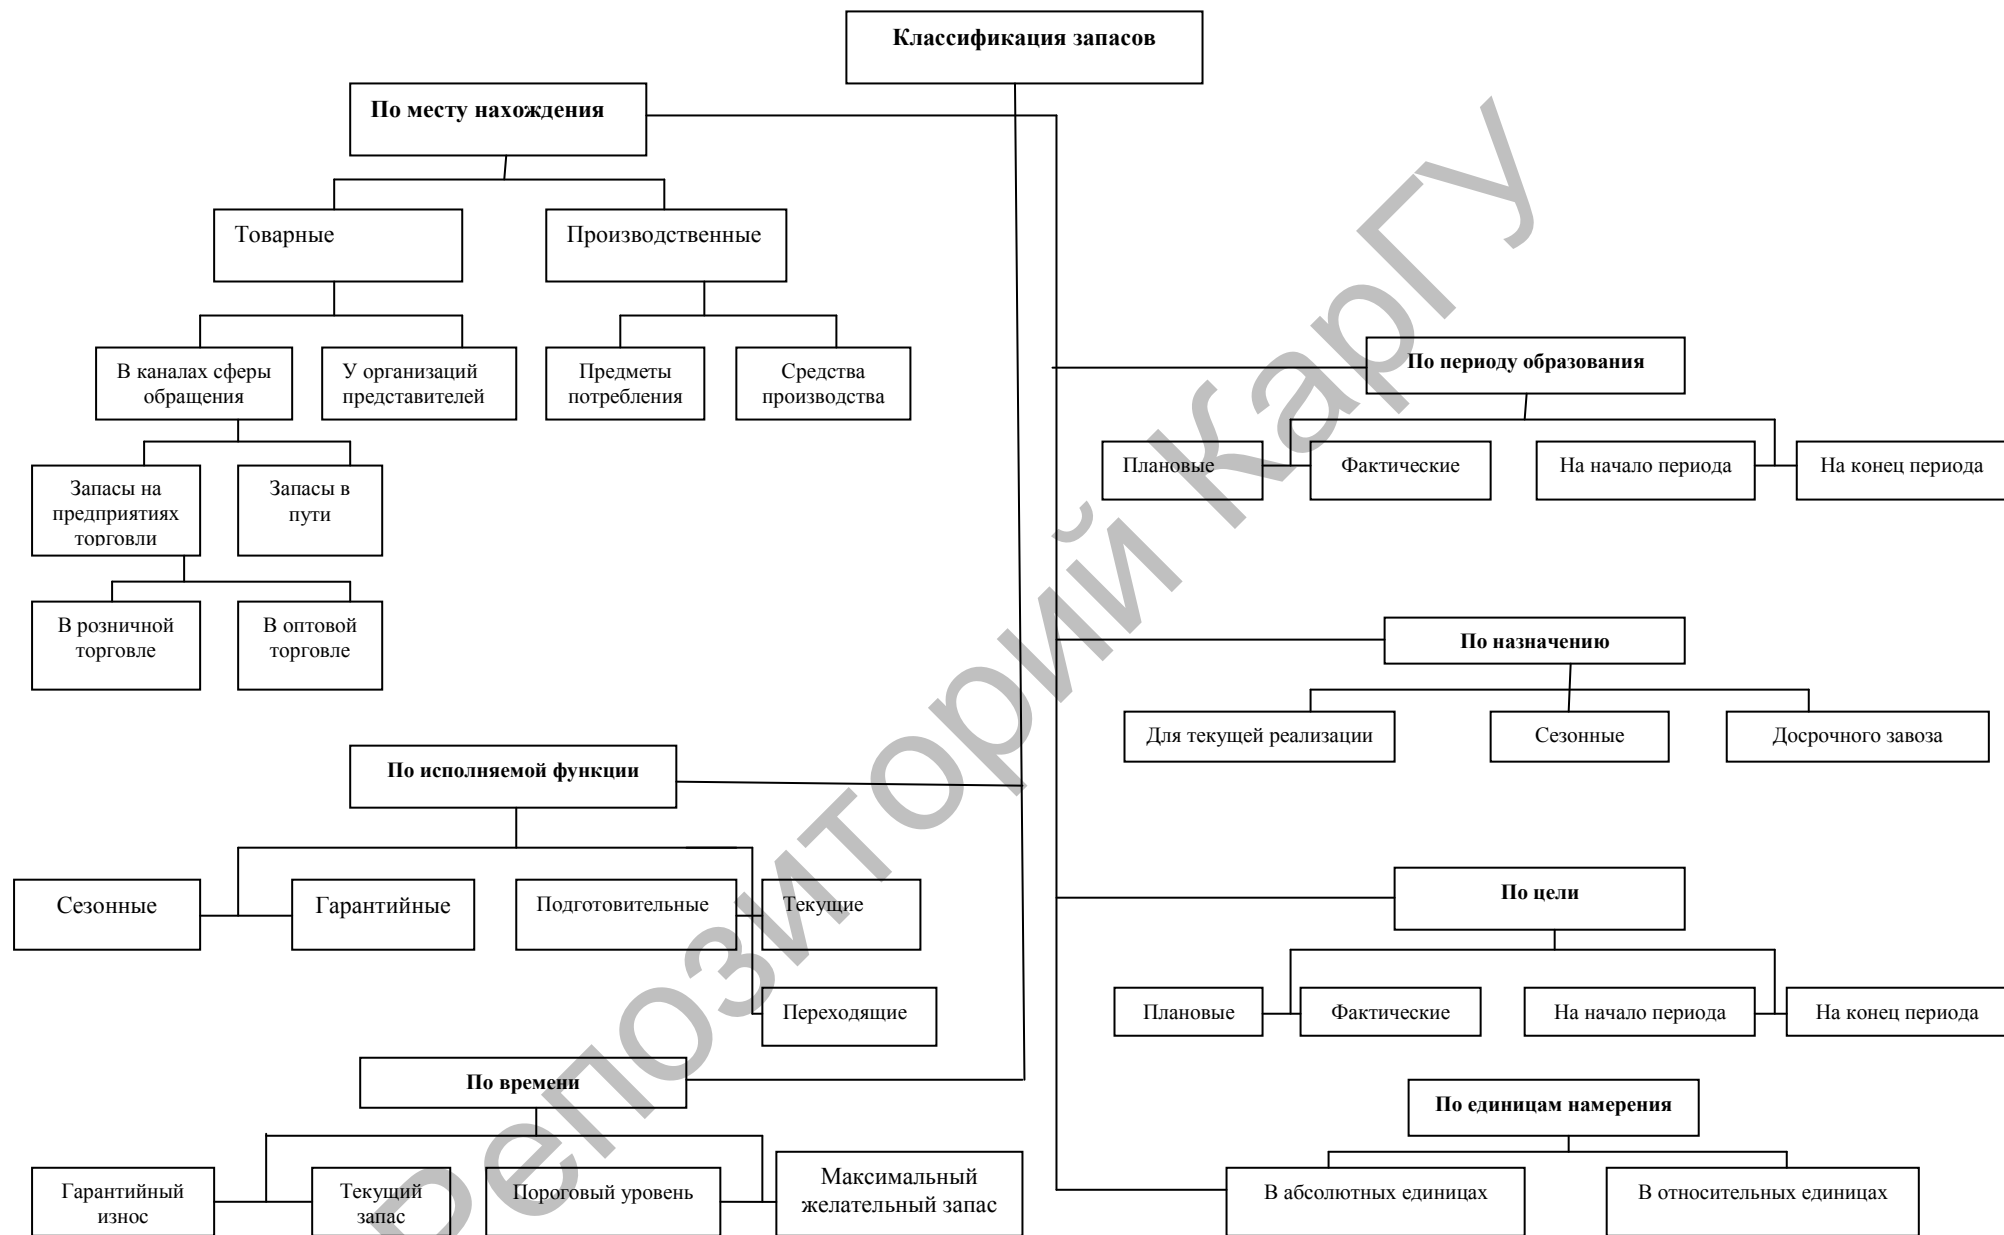 Классификация запасов
По месту нахождения
Товарные
Производственные
В каналах сферы
обращения
У организаций
представителей
Предметы
потребления
Средства
производства
Запасы на
предприятиях
торговли
Запасы в
пути
В розничной
торговле
В оптовой
торговле
По периоду образования
Плановые
Фактические
На начало периода
На конец периода
По назначению
Для текущей реализации
Сезонные
Досрочного завоза
По исполняемой функции
Сезонные
Гарантийные
Подготовительные
Текущие
Переходящие
По цели
Плановые
Фактические
На начало периода
На конец периода
По времени
Гарантийный
износ
Текущий
запас
Пороговый уровень
Максимальный
желательный запас
По единицам намерения
В абсолютных единицах
В относительных единицах
Репозиторий КарГУ